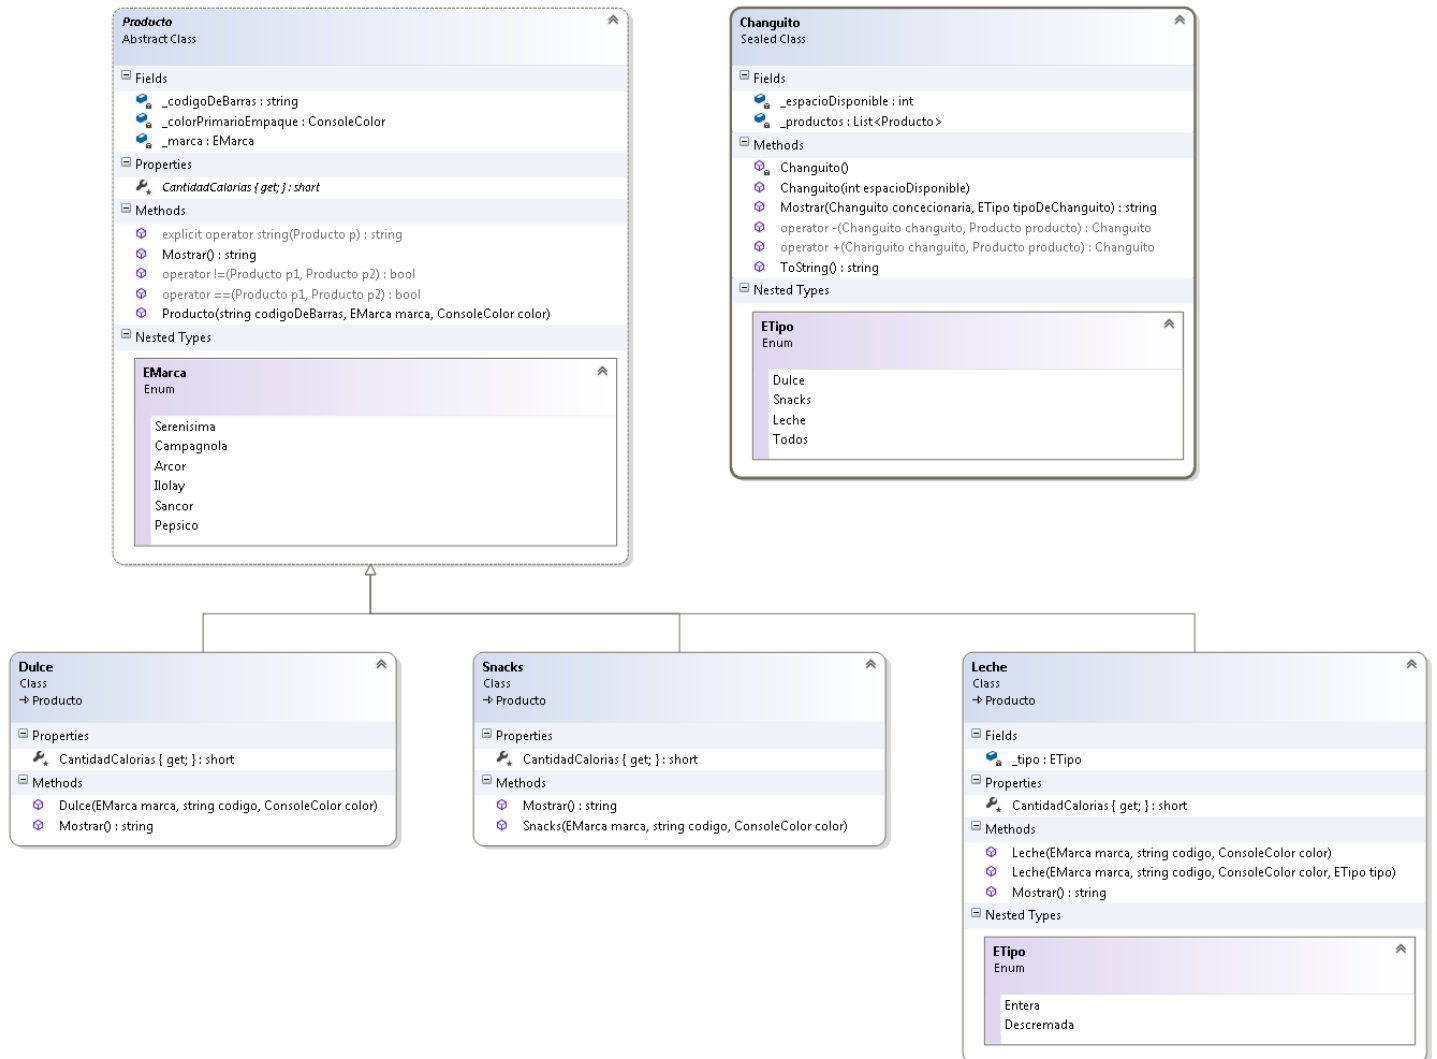 Producto
Abstract Class
Fields
_codigoDeBarras : string
_colorPrimarioEmpaque : ConsoleColor
_marca : EMarca
Properties
CantidadCalorias { get; } : short
Methods
explicit operator string(Producto p) : string
Mostrar() : string
operator !=(Producto p1, Producto p2) : bool
operator ==(Producto p1, Producto p2) : bool
Producto(string codigoDeBarras, EMarca marca, ConsoleColor color)
Nested Types
EMarca
Enum
Serenisima
Campagnola
Arcor
Ilolay
Sancor
Pepsico
Changuito
Sealed Class
Fields
_espacioDisponible : int
_productos : List<Producto>
Methods
Changuito()
Changuito(int espacioDisponible)
Mostrar(Changuito concecionaria, ETipo tipoDeChanguito) : string
operator -(Changuito changuito, Producto producto) : Changuito
operator +(Changuito changuito, Producto producto) : Changuito
ToString() : string
Nested Types
ETipo
Enum
Dulce
Snacks
Leche
Todos
Dulce
Class
Producto
Properties
CantidadCalorias { get; } : short
Methods
Dulce(EMarca marca, string codigo, ConsoleColor color)
Mostrar() : string
Snacks
Class
Producto
Properties
CantidadCalorias { get; } : short
Methods
Mostrar() : string
Snacks(EMarca marca, string codigo, ConsoleColor color)
Leche
Class
Producto
Fields
_tipo : ETipo
Properties
CantidadCalorias { get; } : short
Methods
Leche(EMarca marca, string codigo, ConsoleColor color)
Leche(EMarca marca, string codigo, ConsoleColor color, ETipo tipo)
Mostrar() : string
Nested Types
ETipo
Enum
Entera
Descremada